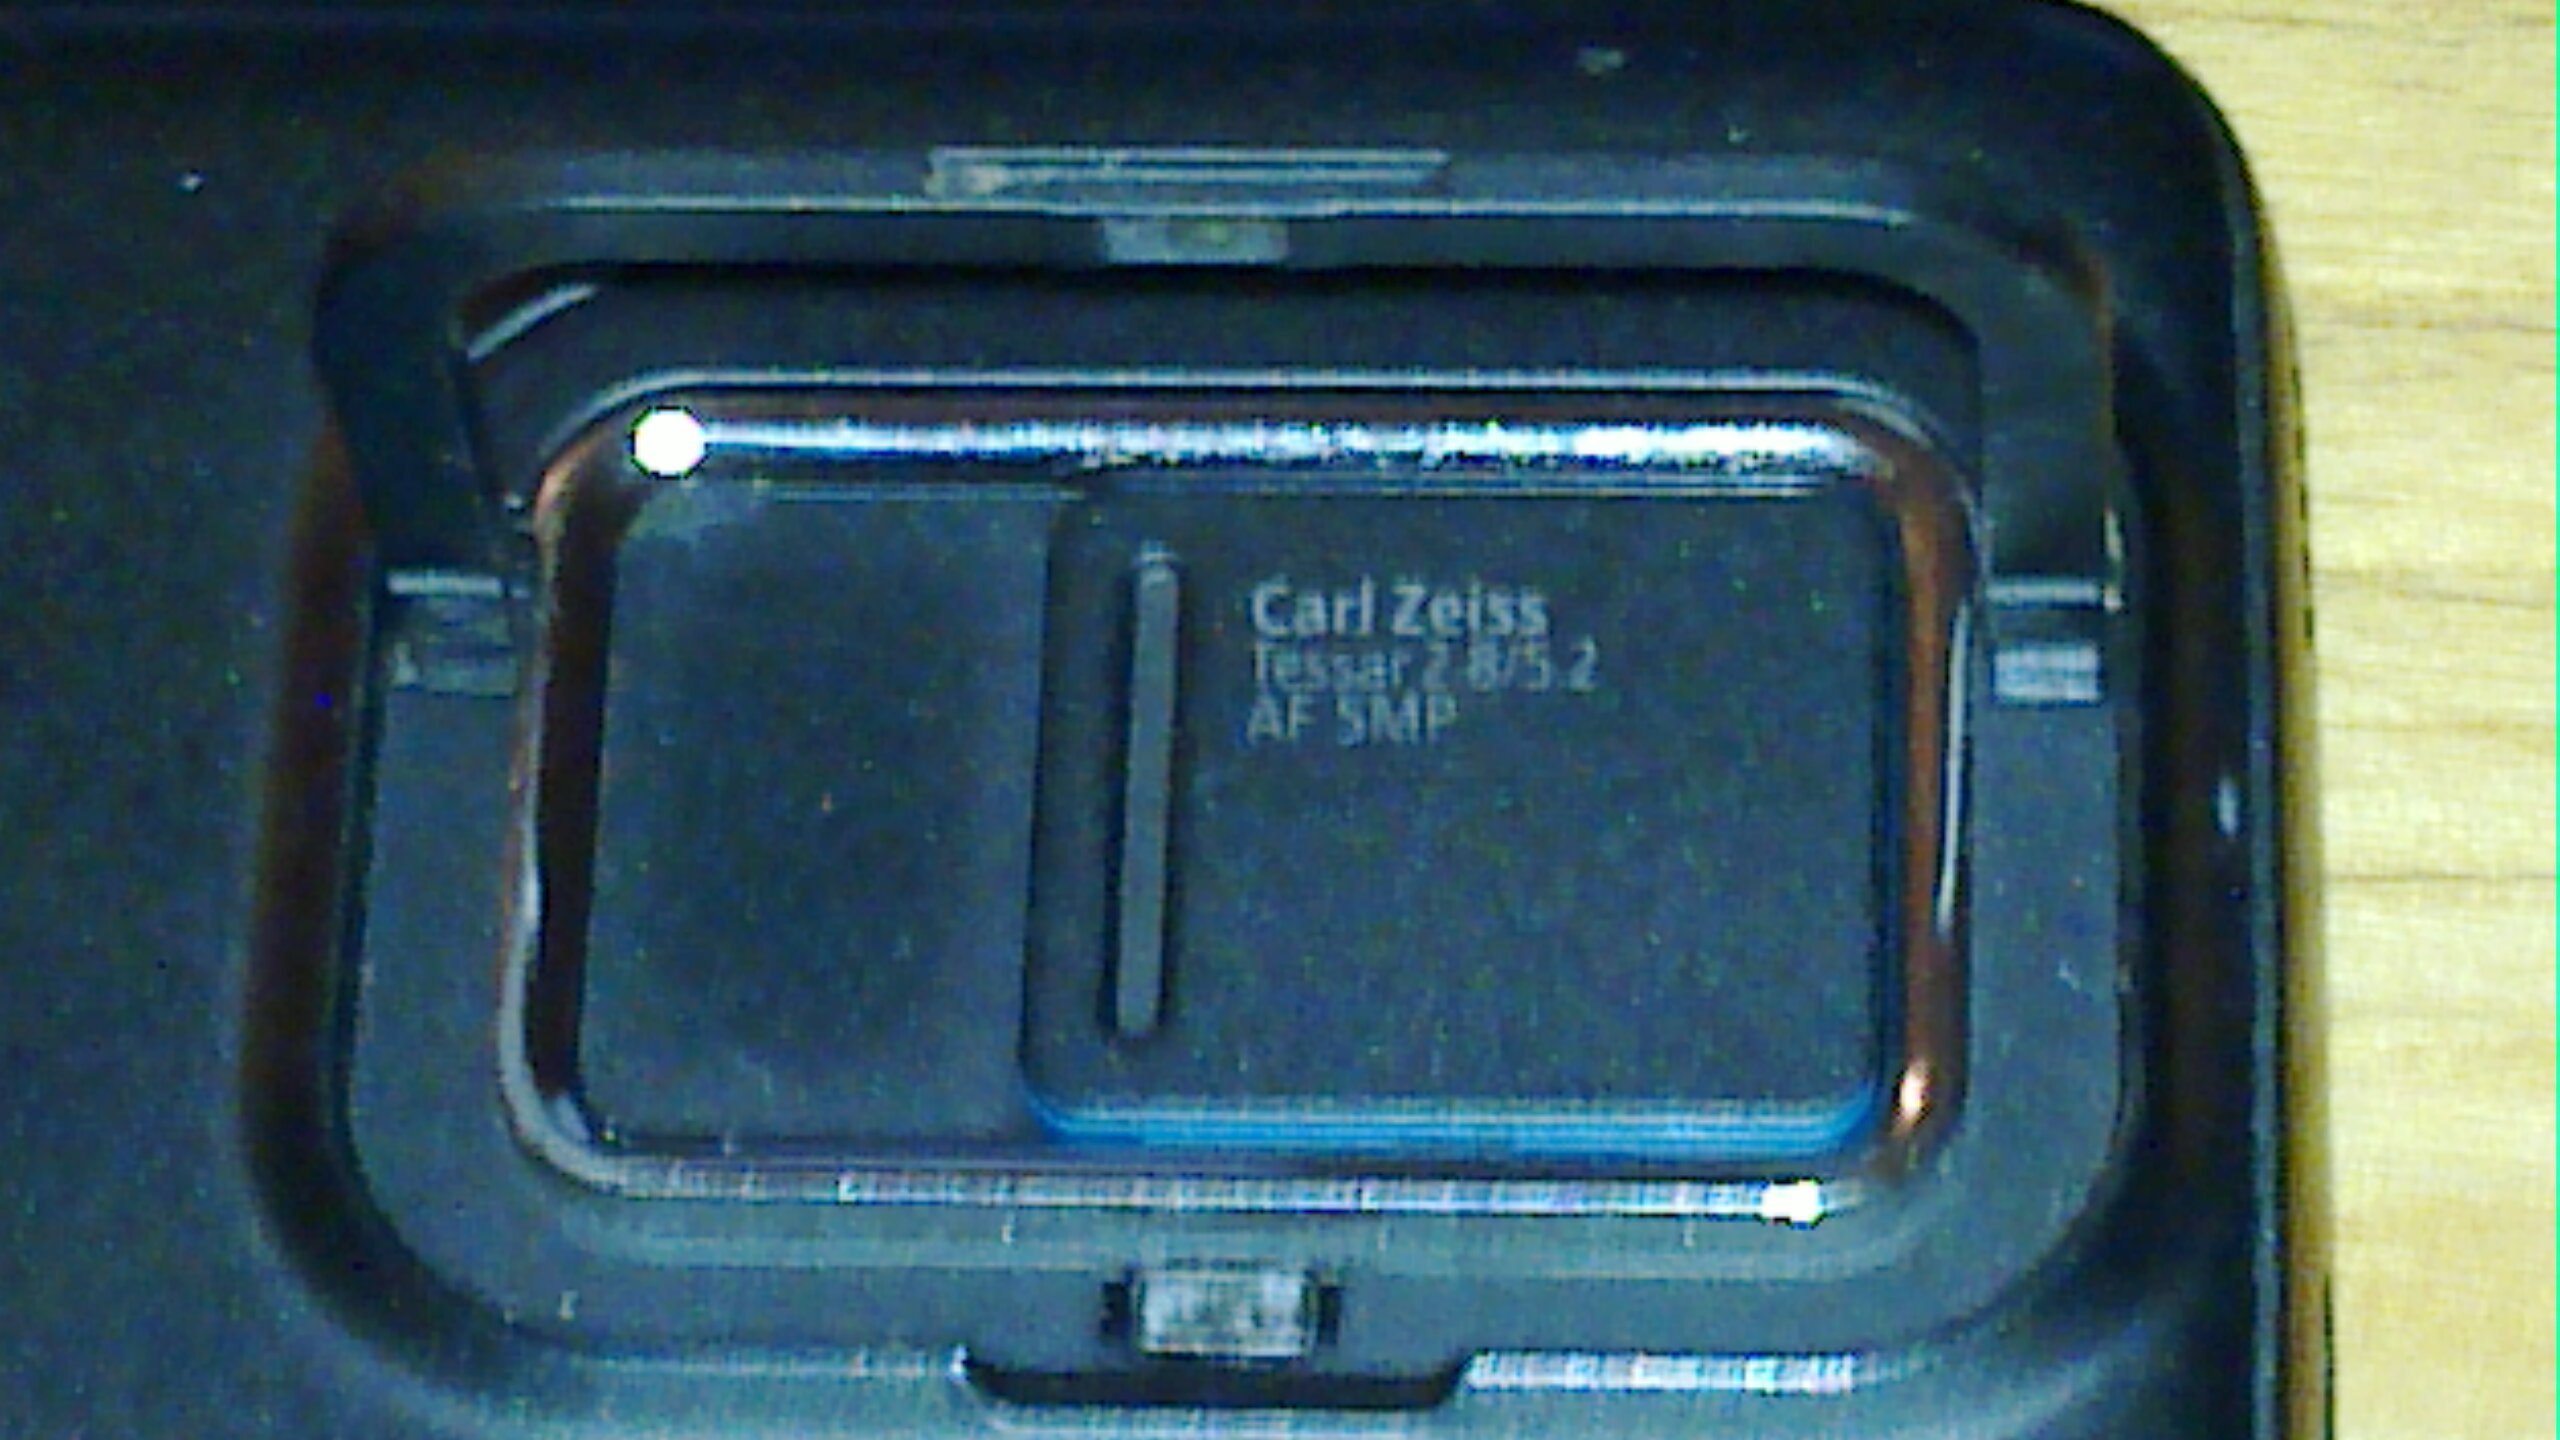 Carl Zeiss
Tessar 2.8/5.2
AF 5MP